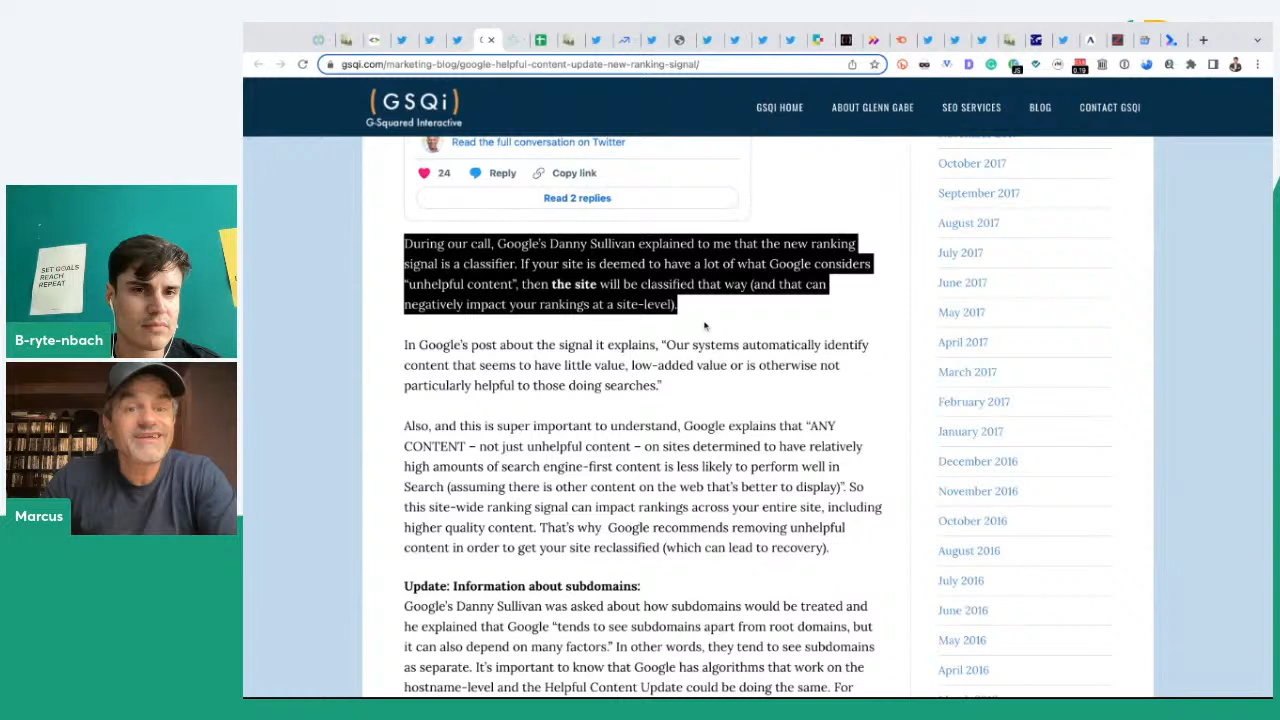 gsqi.com/marketing-blog/google-helpful-content-update-new-ranking-signal/
(GSQi)
G-Squared Interactive
GSQI HOME
ABOUT GLENN GABE
SEO SERVICES
BLOG
CONTACT GSQI
Read the full conversation on Twitter
24
Reply
Copy link
Read 2 replies
During our call, Google's Danny Sullivan explained to me that the new ranking
signal is a classifier. If your site is deemed to have a lot of what Google considers
“unhelpful content”, then the site will be classified that way (and that can
negatively impact your rankings at a site-level).
In Google's post about the signal it explains, “Our systems automatically identify
content that seems to have little value, low-added value or is otherwise not
particularly helpful to those doing searches.”
Also, and this is super important to understand, Google explains that “ANY
CONTENT – not just unhelpful content – on sites determined to have relatively
high amounts of search engine-first content is less likely to perform well in
Search (assuming there is other content on the web that's better to display)”. So
this site-wide ranking signal can impact rankings across your entire site, including
higher quality content. That's why Google recommends removing unhelpful
content in order to get your site reclassified (which can lead to recovery).
Update: Information about subdomains:
Google's Danny Sullivan was asked about how subdomains would be treated and
he explained that Google “tends to see subdomains apart from root domains, but
it can also depend on many factors.” In other words, they tend to see subdomains
as separate. It's important to know that Google has algorithms that work on the
hostname-level and the Helpful Content Update could be doing the same. For
October 2017
September 2017
August 2017
July 2017
June 2017
May 2017
April 2017
March 2017
February 2017
January 2017
December 2016
November 2016
October 2016
August 2016
July 2016
June 2016
May 2016
April 2016
SET GOALS
REACH
REPEAT
B-ryte-nbach
Marcus